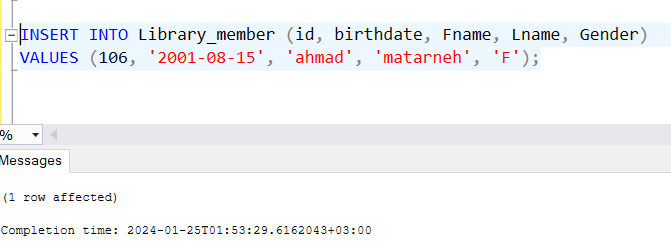 INSERT INTO Library_member (id, birthdate, Fname, Lname, Gender)
VALUES (106, '2001-08-15', 'ahmad', 'matarneh', 'F');
%
Messages
(1 row affected)
Completion time: 2024-01-25T01:53:29.6162043+03:00